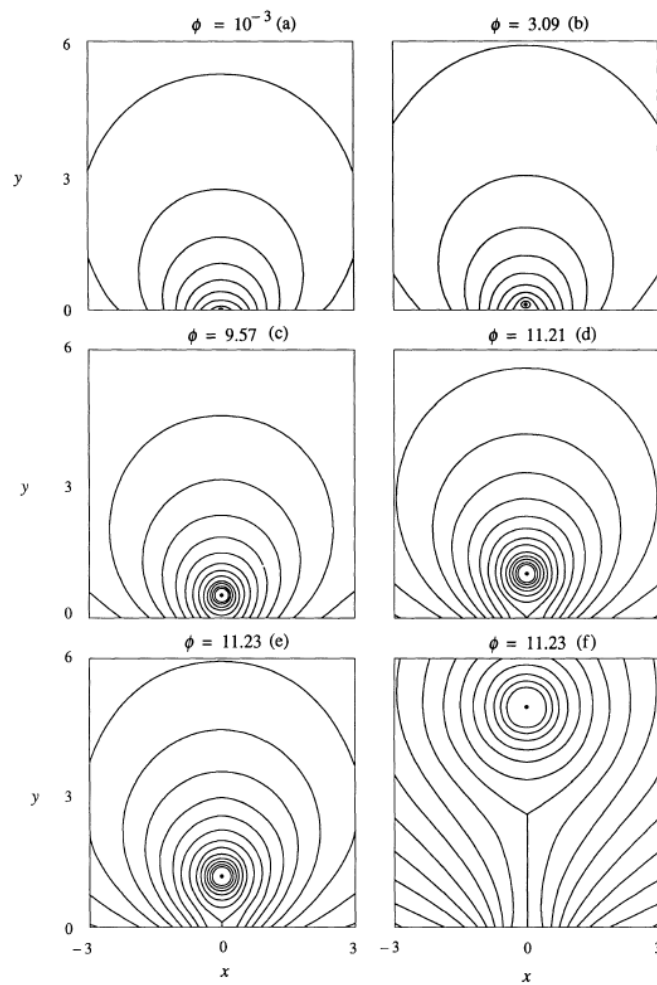 ϕ = 10⁻³ (a)
ϕ = 3.09 (b)
6
y
3
0
ϕ = 9.57 (c)
ϕ = 11.21 (d)
6
y
3
0
ϕ = 11.23 (e)
ϕ = 11.23 (f)
6
y
3
0
−3 0 3
−3 0 3
x
x